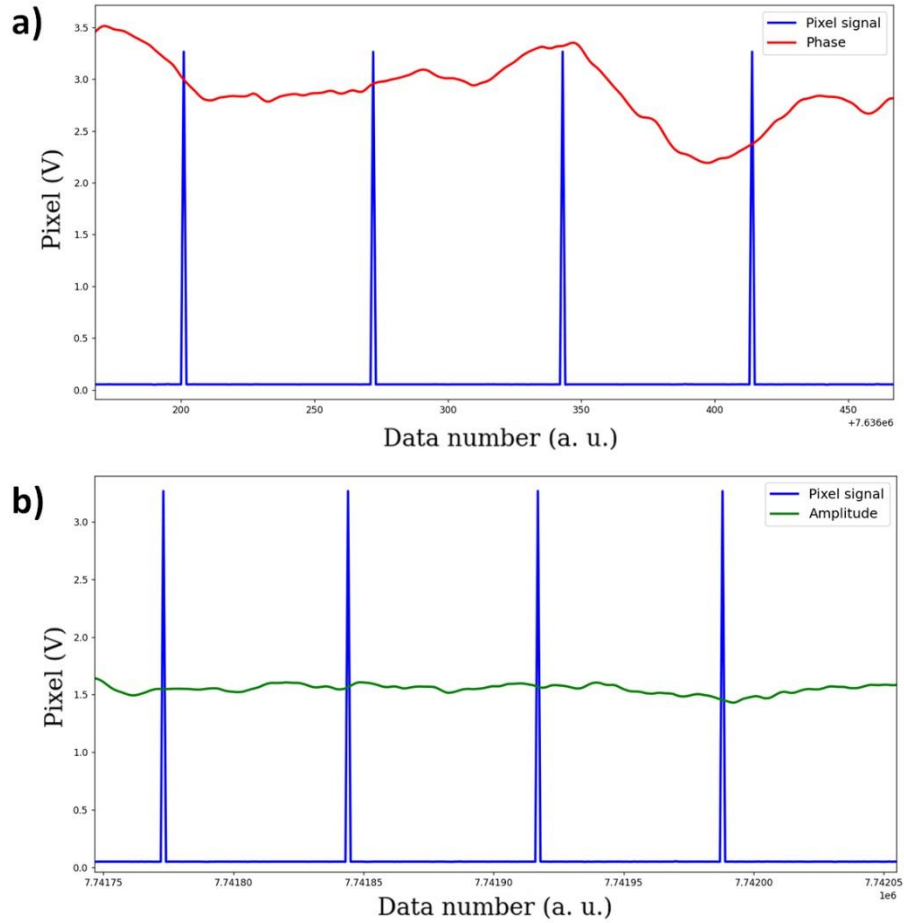 a)
Pixel signal
Phase
3.5
3.0
2.5
2.0
1.5
1.0
0.5
0.0
Pixel (V)
200 250 300 350 400 450
+7.636e6
Data number (a. u.)
b)
Pixel signal
Amplitude
3.0
2.5
2.0
1.5
1.0
0.5
0.0
Pixel (V)
7.74175 7.74180 7.74185 7.74190 7.74195 7.74200 7.74205
1e6
Data number (a. u.)